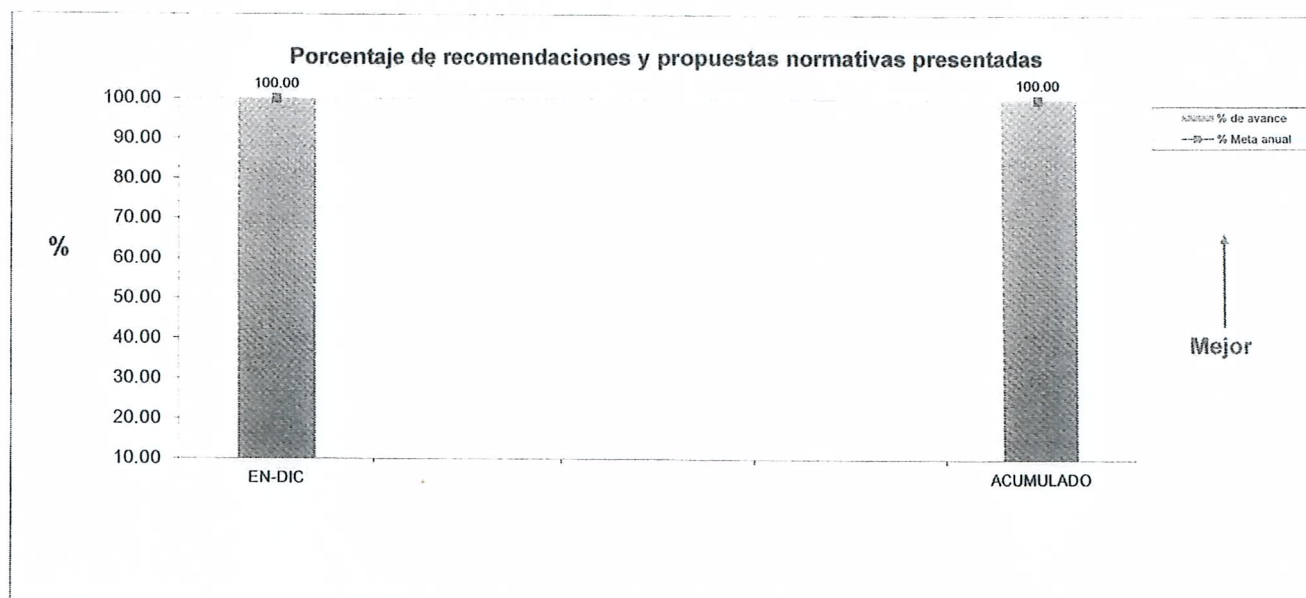 Porcentaje de recomendaciones y propuestas normativas presentadas
100.00
100.00
% de avance
% Meta anual
100.00
90.00
80.00
70.00
60.00
50.00
40.00
30.00
20.00
10.00
%
Mejor
EN-DIC
ACUMULADO